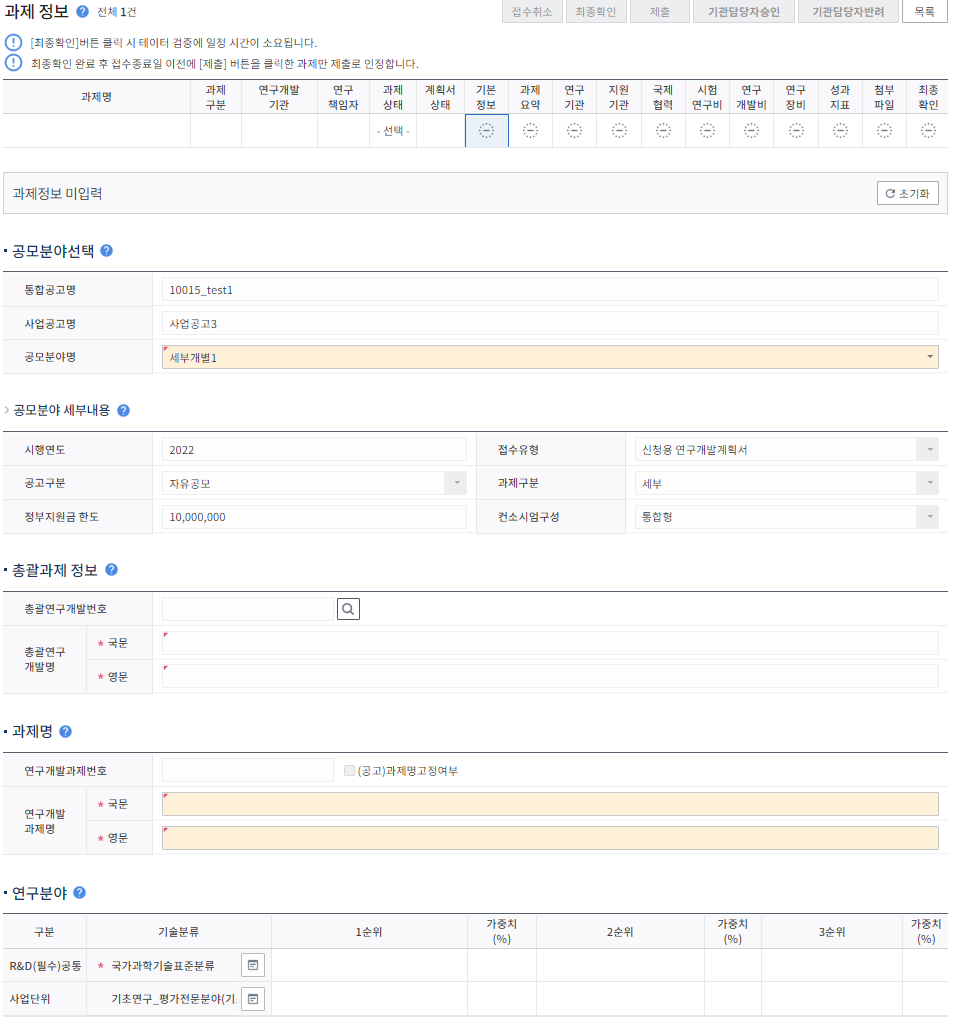 과제 정보 ? 전체 1건
접수취소 최종확인 제출 기관담당자승인 기관담당자반려 목록
[최종확인]버튼 클릭 시 테이터 검증에 일정 시간이 소요됩니다.
최종확인 완료 후 접수종료일 이전에 [제출] 버튼을 클릭한 과제만 제출로 인정합니다.
과제명 과제 구분 연구개발 기관 연구 책임자 과제 상태 계획서 상태 기본 정보 과제 요약 연구 기관 지원 기관 국제 협력 시험 연구비 연구 개발비 연구 장비 성과 지표 첨부 파일 최종 확인
- 선택 -
과제정보 미입력 초기화
공모분야선택 ?
통합공고명 10015_test1
사업공고명 사업공고3
공모분야명 세부개별1
공모분야 세부내용 ?
시행연도 2022 접수유형 신청용 연구개발계획서
공고구분 자유공모 과제구분 세부
정부지원금 한도 10,000,000 컨소시업구성 통합형
총괄과제 정보 ?
총괄연구개발번호
총괄연구 개발명
* 국문
* 영문
과제명 ?
연구개발과제번호 (공고)과제명고정여부
연구개발 과제명
* 국문
* 영문
연구분야 ?
구분 기술분류 1순위 가중치 (%) 2순위 가중치 (%) 3순위 가중치 (%)
R&D(필수)공통 * 국가과학기술표준분류
사업단위 기초연구_평가전문분야(기.